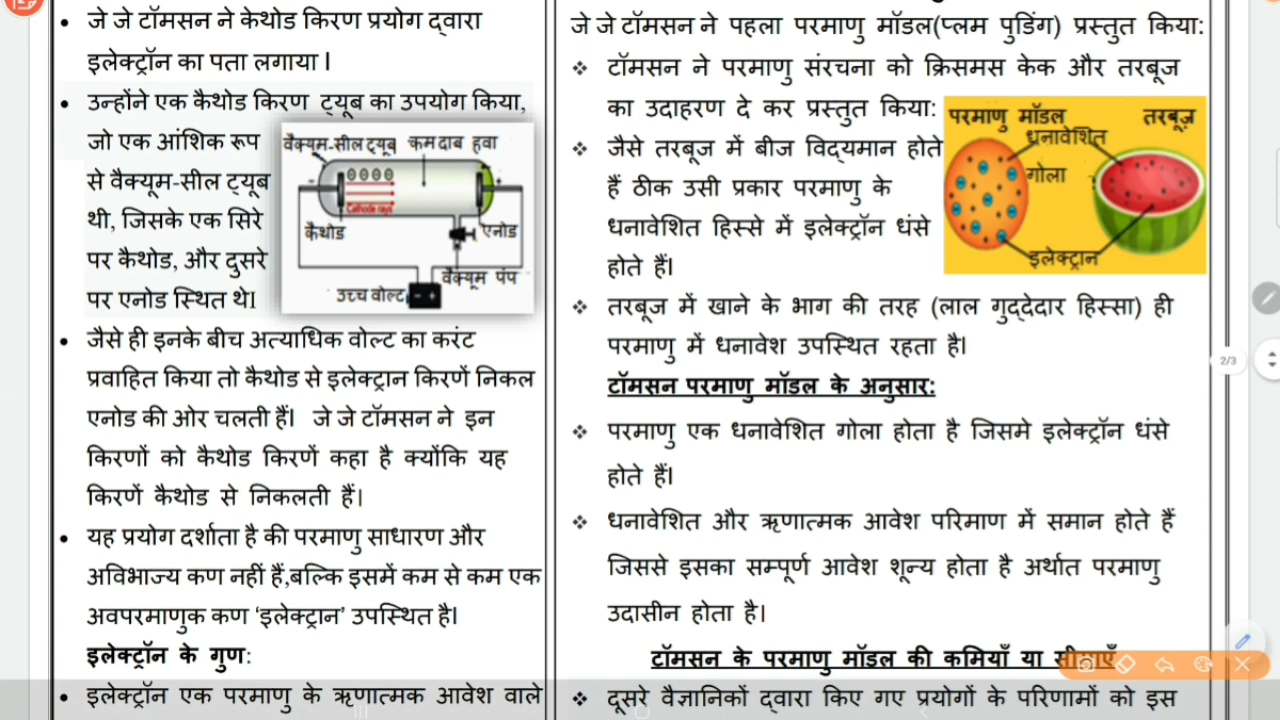 जे जे टॉमसन ने केथोड किरण प्रयोग द्वारा
इलेक्ट्रॉन का पता लगाया I
उन्होंने एक कैथोड किरण ट्यूब का उपयोग किया,
जो एक आंशिक रूप
से वैक्यूम-सील ट्यूब
थी, जिसके एक सिरे
पर कैथोड, और दुसरे
पर एनोड स्थित थेI
वैक्यूम-सील ट्यूब कम दाब हवा
Cathode rays
कैथोड एनोड
वैक्यूम पंप
उच्च वोल्ट
जैसे ही इनके बीच अत्याधिक वोल्ट का करंट
प्रवाहित किया तो कैथोड से इलेक्ट्रान किरणें निकल
एनोड की ओर चलती हैं। जे जे टॉमसन ने इन
किरणों को कैथोड किरणें कहा है क्योंकि यह
किरणें कैथोड से निकलती हैं।
यह प्रयोग दर्शाता है की परमाणु साधारण और
अविभाज्य कण नहीं हैं,बल्कि इसमें कम से कम एक
अवपरमाणुक कण ‘इलेक्ट्रान’ उपस्थित है।
इलेक्ट्रॉन के गुण:
इलेक्ट्रॉन एक परमाणु के ऋणात्मक आवेश वाले
जे जे टॉमसन ने पहला परमाणु मॉडल(प्लम पुडिंग) प्रस्तुत किया:
टॉमसन ने परमाणु संरचना को क्रिसमस केक और तरबूज
का उदाहरण दे कर प्रस्तुत किया:
जैसे तरबूज में बीज विद्यमान होते
हैं ठीक उसी प्रकार परमाणु के
धनावेशित हिस्से में इलेक्ट्रॉन धंसे
होते हैं।
परमाणु मॉडल तरबूज़
धनावेशित
गोला
इलेक्ट्रान
तरबूज में खाने के भाग की तरह (लाल गुद्देदार हिस्सा) ही
परमाणु में धनावेश उपस्थित रहता है।
टॉमसन परमाणु मॉडल के अनुसार:
परमाणु एक धनावेशित गोला होता है जिसमे इलेक्ट्रॉन धंसे
होते हैं।
धनावेशित और ऋणात्मक आवेश परिमाण में समान होते हैं
जिससे इसका सम्पूर्ण आवेश शून्य होता है अर्थात परमाणु
उदासीन होता है।
टॉमसन के परमाणु मॉडल की कमियाँ या
दूसरे वैज्ञानिकों द्वारा किए गए प्रयोगों के परिणामों को इस
2/3